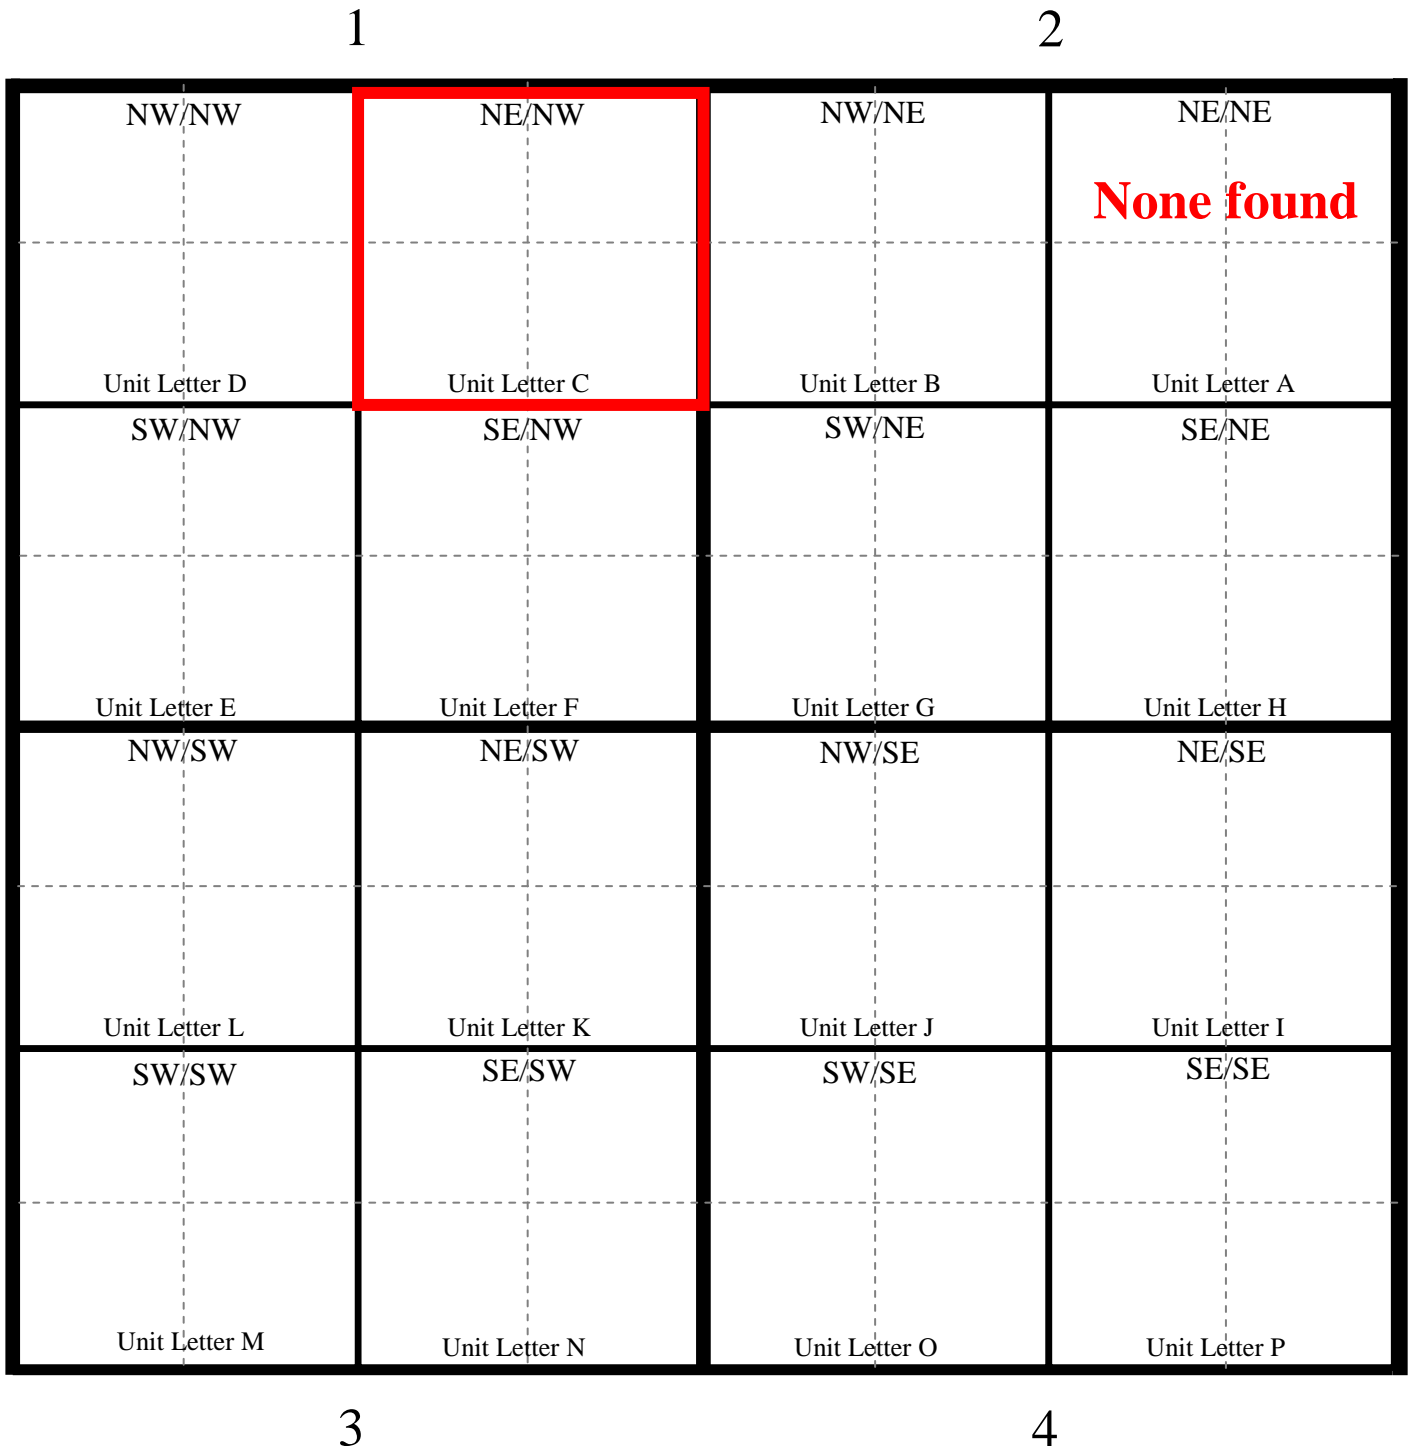 1
2
NW/NW
NE/NW
NW/NE
NE/NE
None found
Unit Letter D
Unit Letter C
Unit Letter B
Unit Letter A
SW/NW
SE/NW
SW/NE
SE/NE
Unit Letter E
Unit Letter F
Unit Letter G
Unit Letter H
NW/SW
NE/SW
NW/SE
NE/SE
Unit Letter L
Unit Letter K
Unit Letter J
Unit Letter I
SW/SW
SE/SW
SW/SE
SE/SE
Unit Letter M
Unit Letter N
Unit Letter O
Unit Letter P
3
4